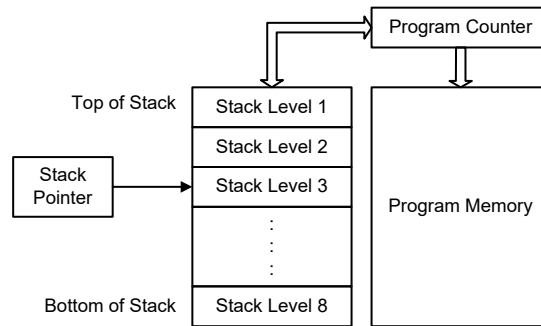 Program Counter
Top of Stack
Stack Level 1
Stack Level 2
Stack
Pointer
Stack Level 3
Program Memory
:
:
:
Bottom of Stack
Stack Level 8